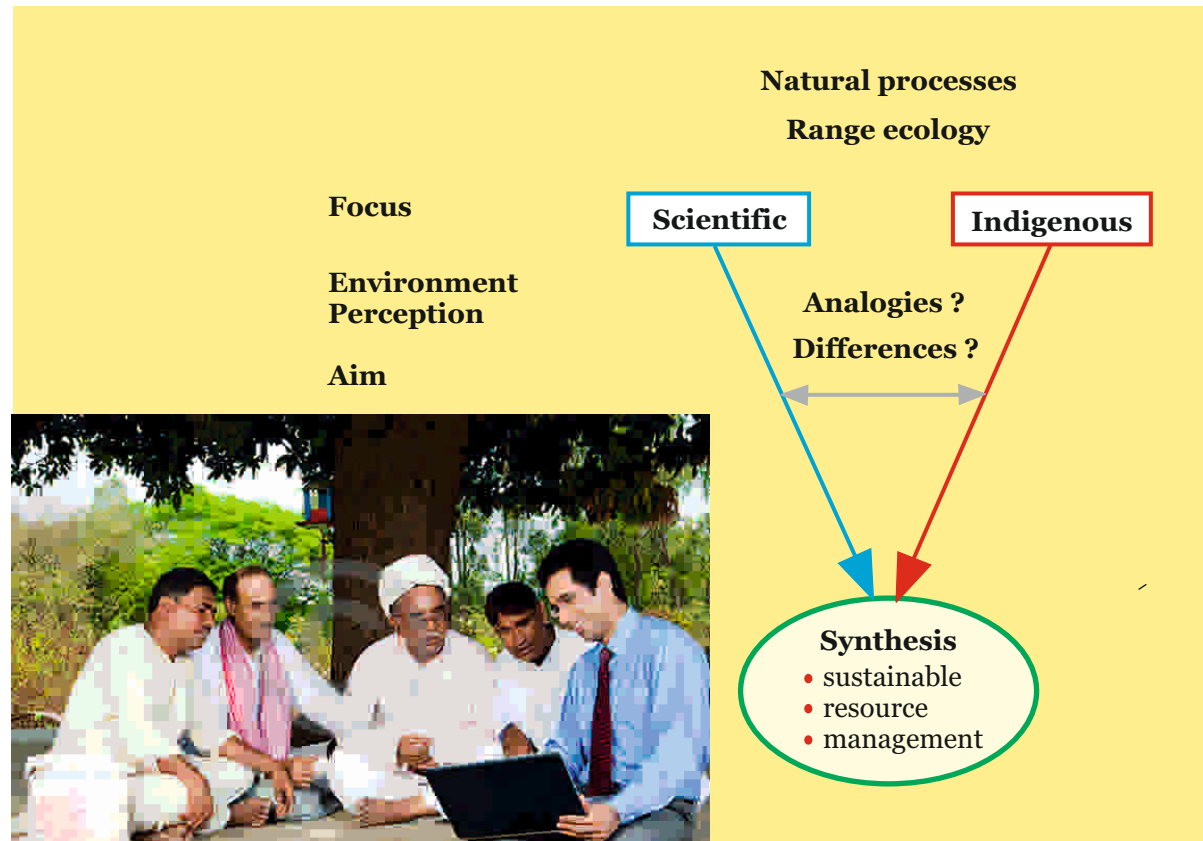 Natural processes
Range ecology
Focus
Scientific
Indigenous
Environment
Perception
Analogies ?
Differences ?
Aim
Synthesis
• sustainable
• resource
• management